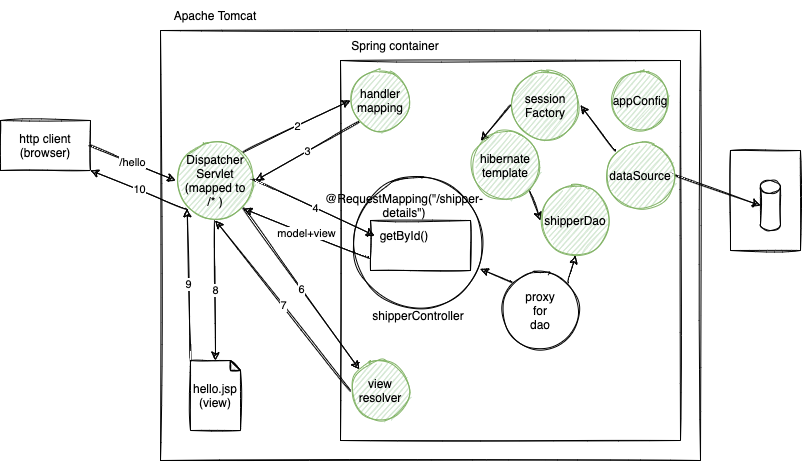 Apache Tomcat
Spring container
handler
mapping
session
Factory
appConfig
http client
(browser)
/hello
2
3
Dispatcher
Servlet
(mapped to
/* )
hibernate
template
dataSource
10
4
@RequestMapping("/shipper-
details")
shipperDao
model+view
getById()
9
8
6
7
proxy
for
dao
shipperController
hello.jsp
(view)
view
resolver